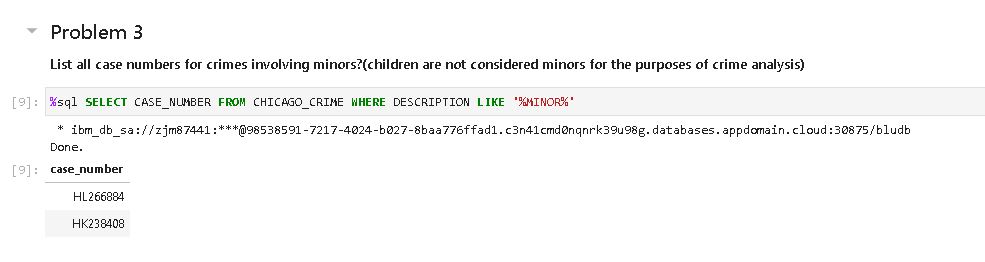 Problem 3
List all case numbers for crimes involving minors?(children are not considered minors for the purposes of crime analysis)
[9]: %sql SELECT CASE_NUMBER FROM CHICAGO_CRIME WHERE DESCRIPTION LIKE '%MINOR%'
* ibm_db_sa://zjm87441:***@98538591-7217-4024-b027-8baa776ffad1.c3n41cmd0nqnrk39u98g.databases.appdomain.cloud:30875/bludb
Done.
[9]: case_number
HL266884
HK238408